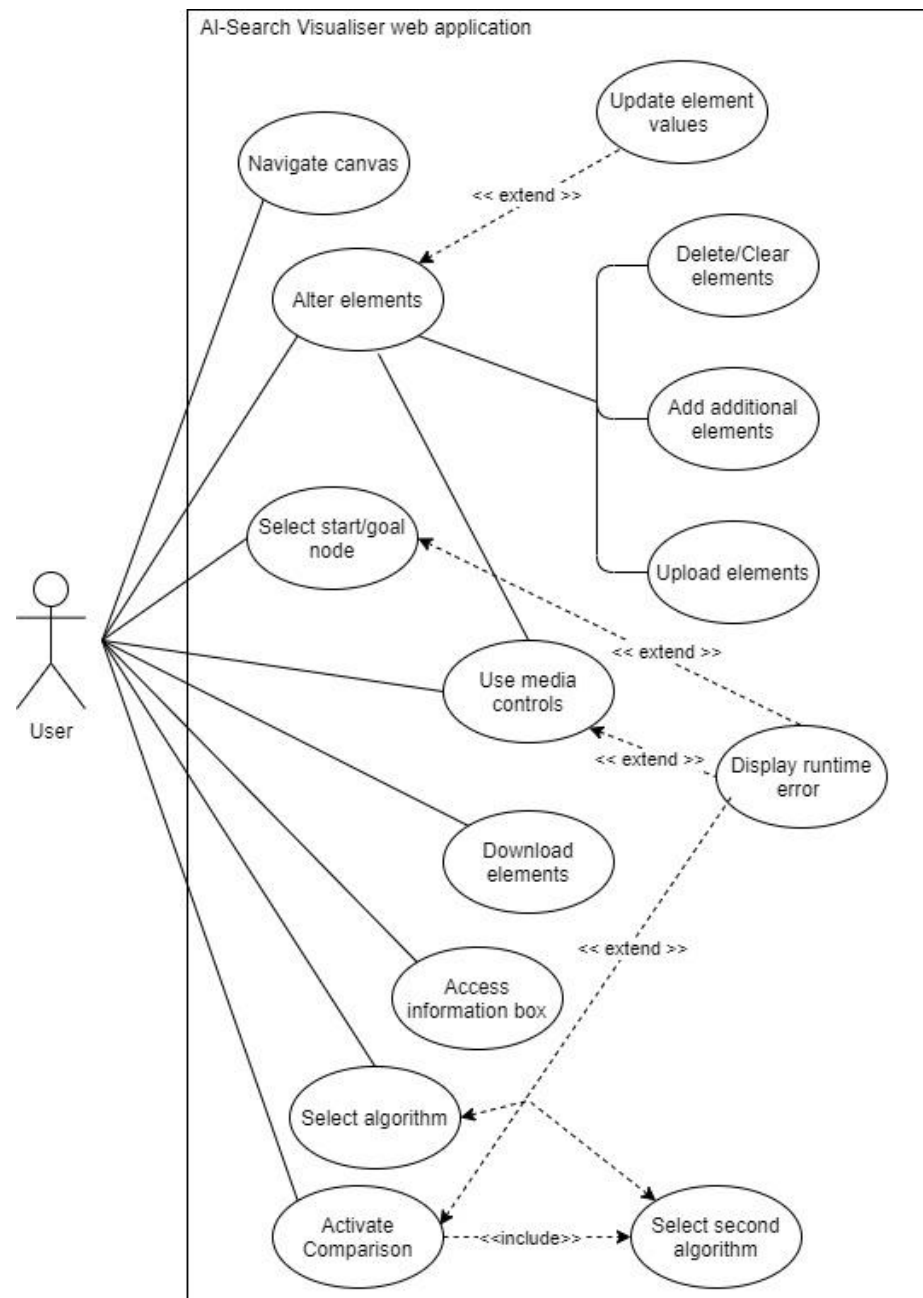 AI-Search Visualiser web application
Update element
values
Navigate canvas
<< extend >>
Delete/Clear
elements
Alter elements
Add additional
elements
Select start/goal
node
Upload elements
<< extend >>
Use media
controls
User
<< extend >>
Display runtime
error
Download
elements
<< extend >>
Access
information box
Select algorithm
Activate
Comparison
<<include>>
Select second
algorithm